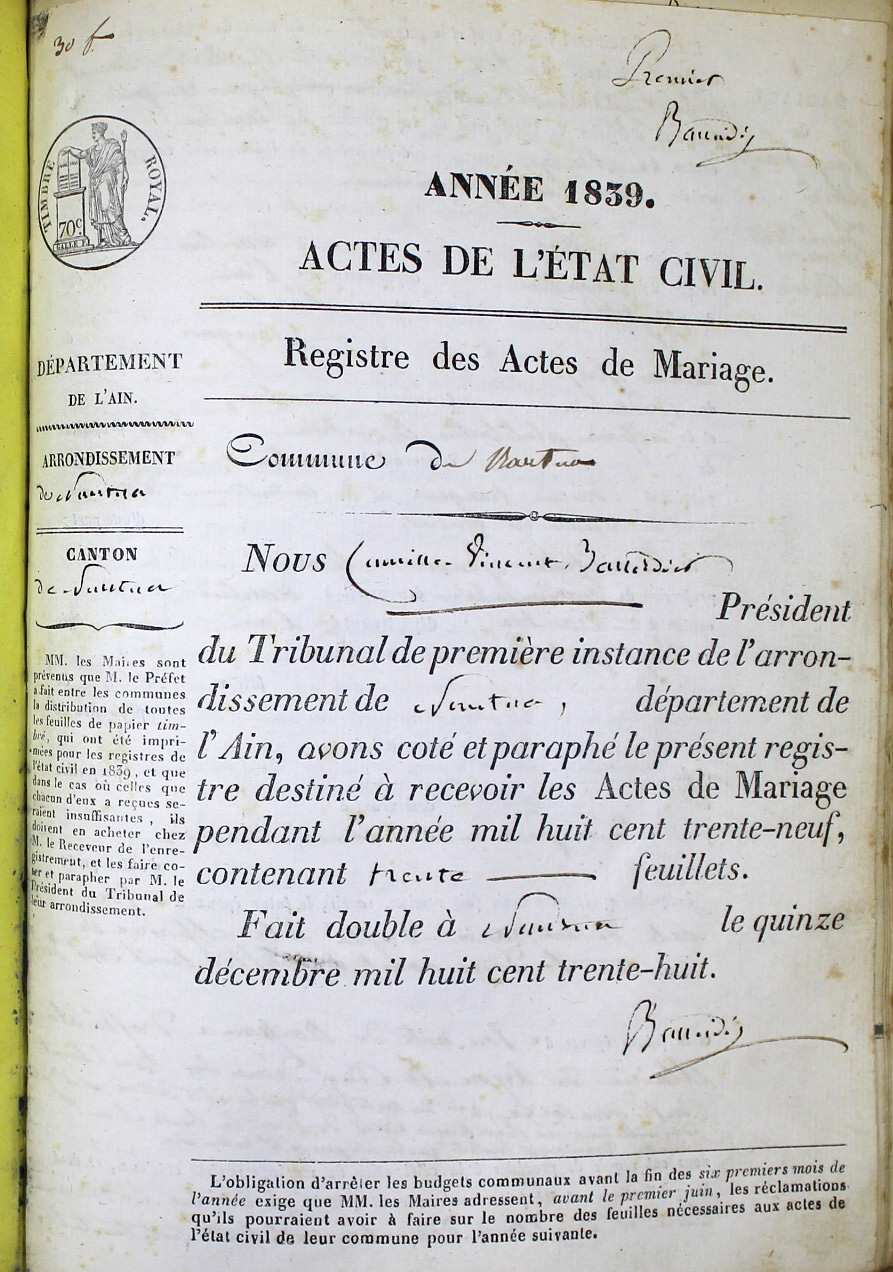 30 f.
Premier
TIMBRE ROYAL.
70c
ANNÉE 1839.
ACTES DE L'ÉTAT CIVIL.
Registre des Actes de Mariage.
DÉPARTEMENT
DE L'AIN.
ARRONDISSEMENT
de Nantua
CANTON
de Nantua
MM. les Maires sont
prévenus que M. le Préfet
a fait entre les communes
la distribution de toutes
les feuilles de papier tim-
bré, qui ont été impri-
mées pour les registres de
l'état civil en 1839, et que
dans le cas où celles que
chacun d'eux a reçues se-
raient insuffisantes, ils
doivent en acheter chez
M. le Receveur de l'enre-
gistrement, et les faire co-
ter et parapher par M. le
Président du Tribunal de
leur arrondissement.
Commune de
Nous Camille Vincent
Président
du Tribunal de première instance de l'arron-
dissement de Nantua, département de
l'Ain, avons coté et paraphé le présent regis-
tre destiné à recevoir les Actes de Mariage
pendant l'année mil huit cent trente-neuf,
contenant trente feuillets.
Fait double à Nantua le quinze
décembre mil huit cent trente-huit.
L'obligation d'arrêter les budgets communaux avant la fin des six premiers mois de
l'année exige que MM. les Maires adressent, avant le premier juin, les réclamations
qu'ils pourraient avoir à faire sur le nombre des feuilles nécessaires aux actes de
l'état civil de leur commune pour l'année suivante.